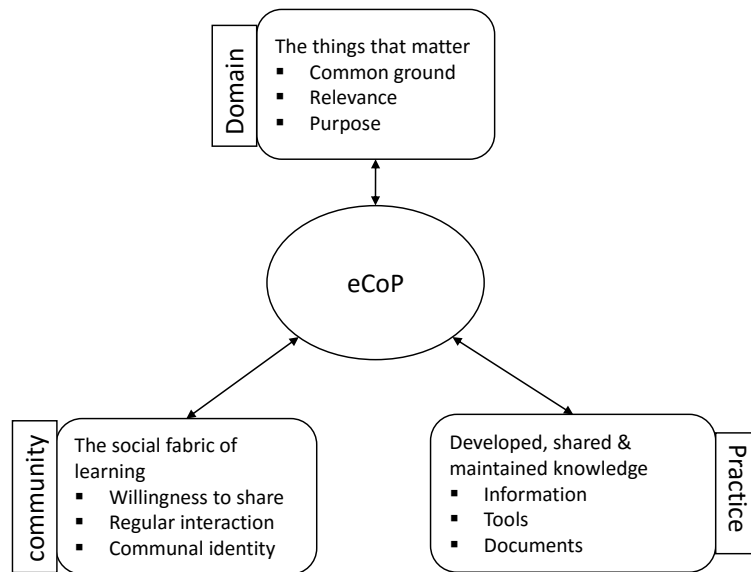 Domain
The things that matter
▪ Common ground
▪ Relevance
▪ Purpose
eCoP
community
The social fabric of
learning
▪ Willingness to share
▪ Regular interaction
▪ Communal identity
Developed, shared &
maintained knowledge
▪ Information
▪ Tools
▪ Documents
Practice